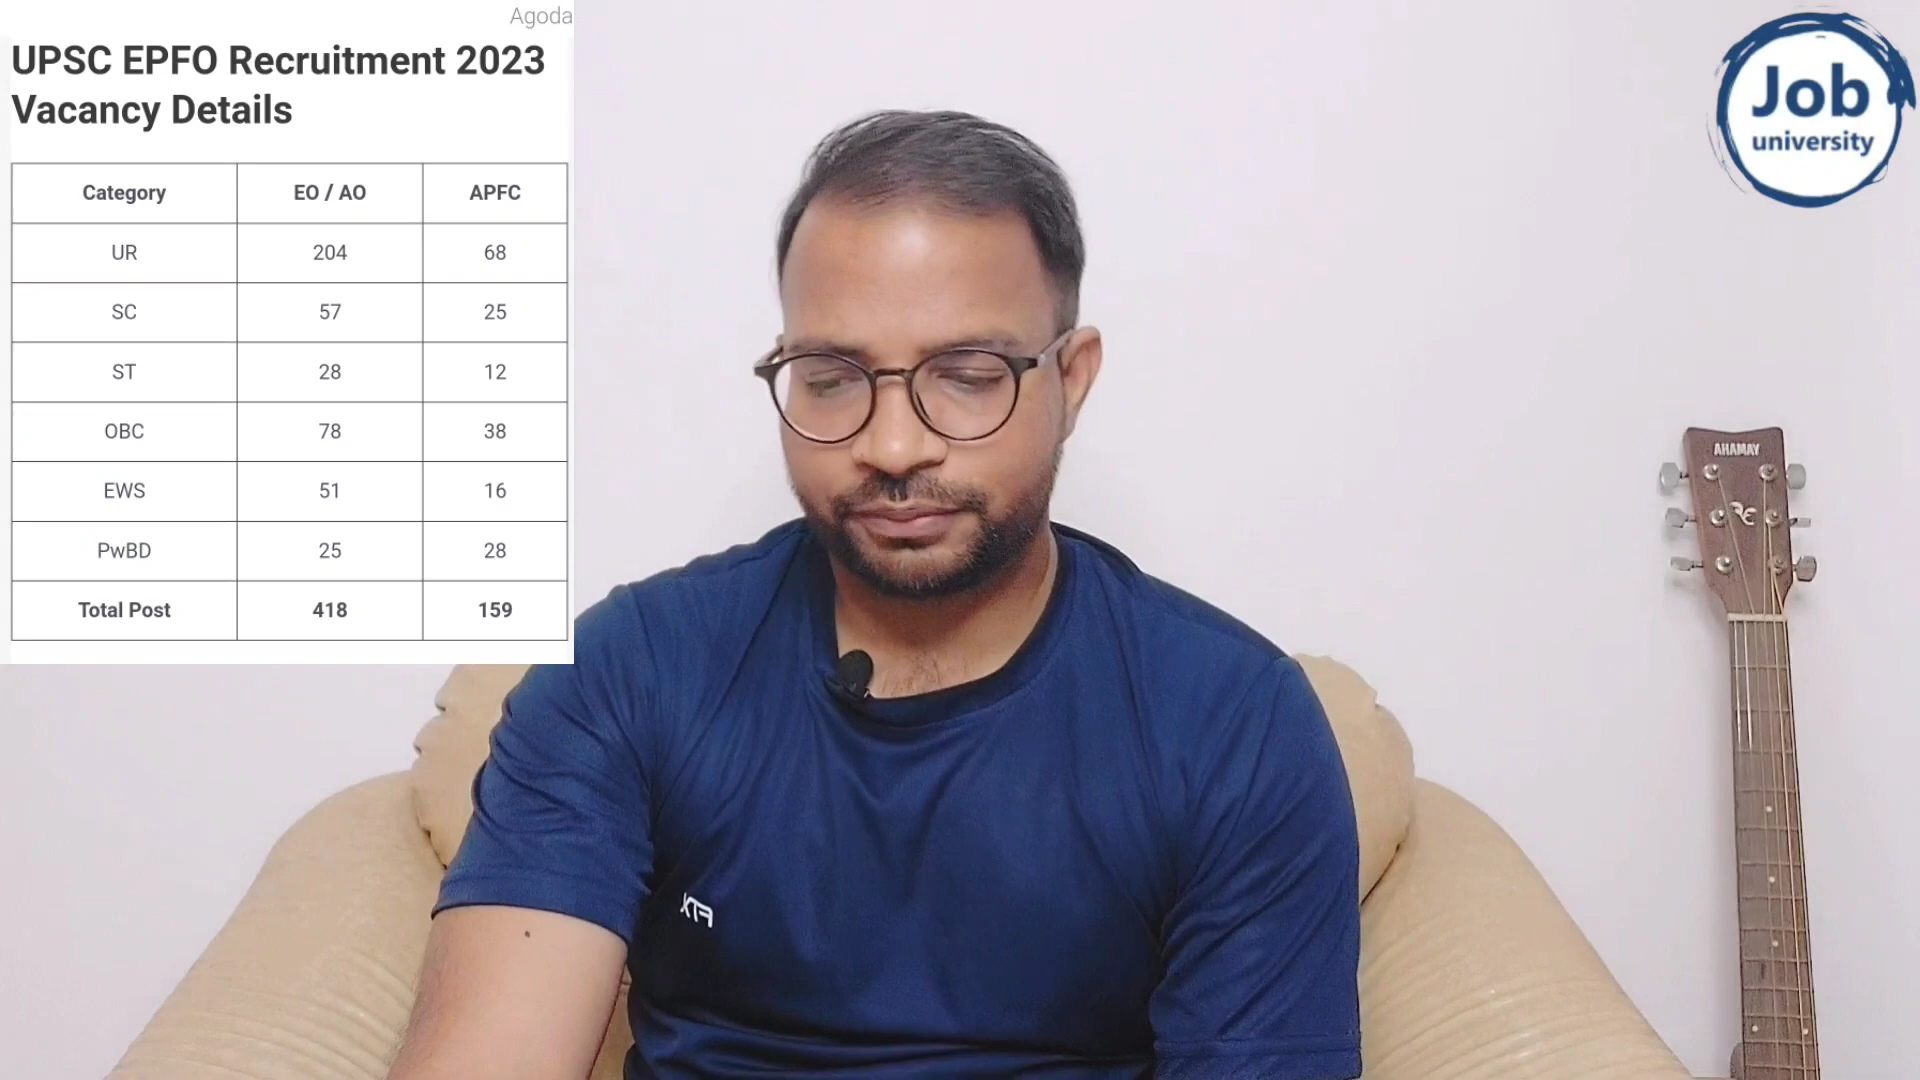 Agoda
UPSC EPFO Recruitment 2023
Vacancy Details
Category EO / AO APFC
UR 204 68
SC 57 25
ST 28 12
OBC 78 38
EWS 51 16
PwBD 25 28
Total Post 418 159
Job
university
AHAMAY